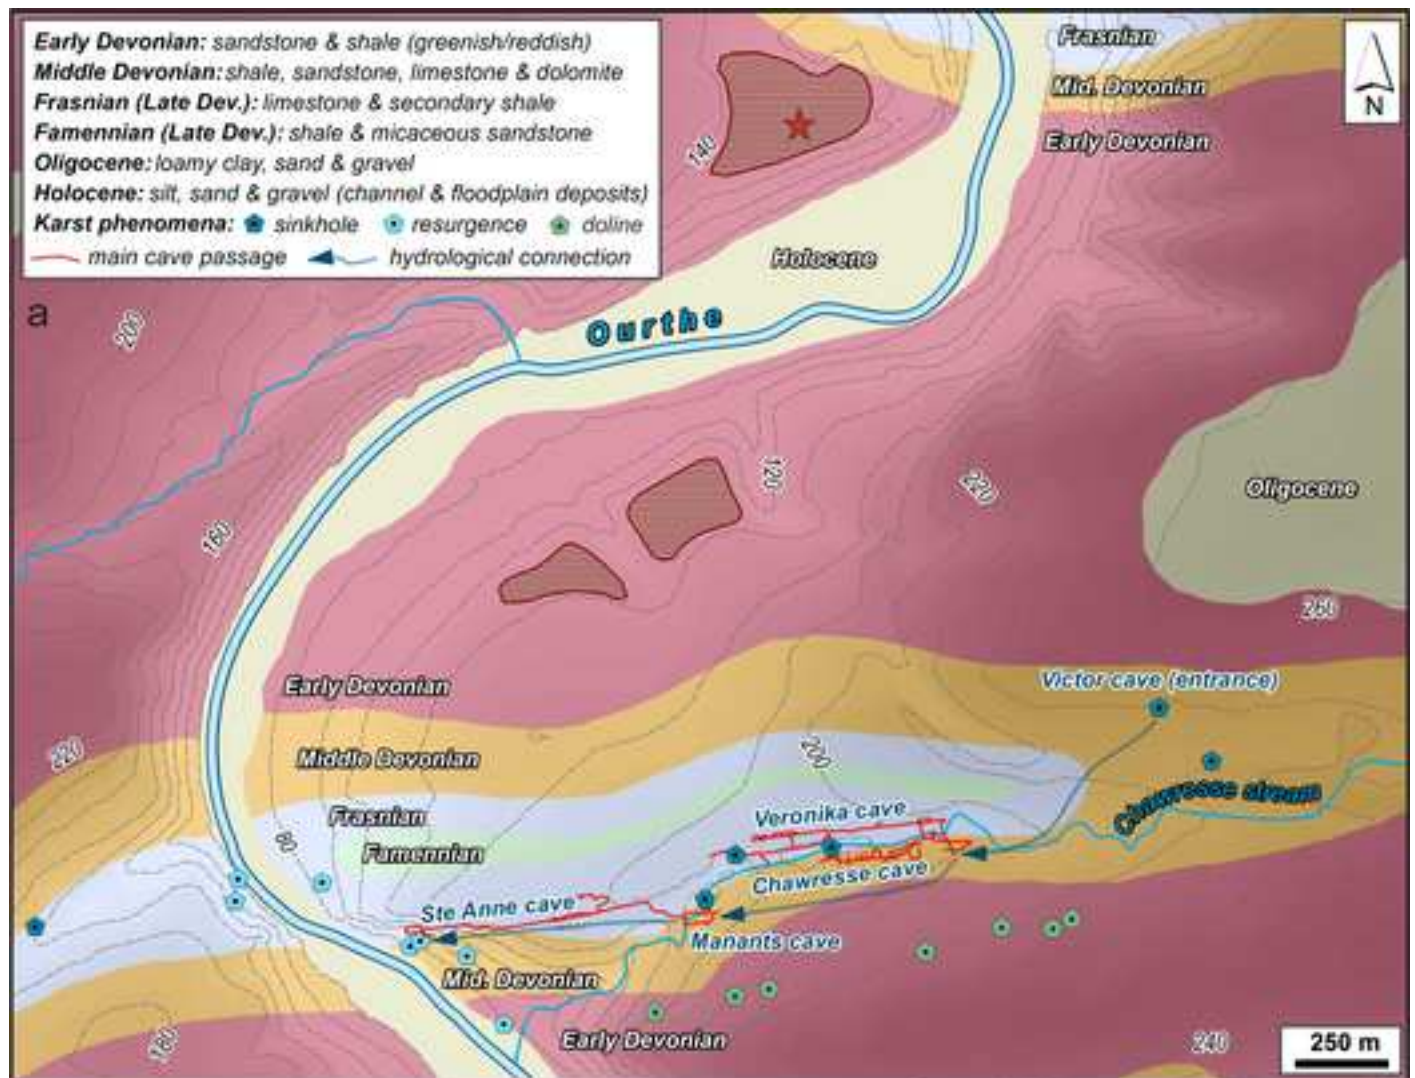 Early Devonian: sandstone & shale (greenish/reddish)
Middle Devonian: shale, sandstone, limestone & dolomite
Frasnian (Late Dev.): limestone & secondary shale
Famennian (Late Dev.): shale & micaceous sandstone
Oligocene: loamy clay, sand & gravel
Holocene: silt, sand & gravel (channel & floodplain deposits)
Karst phenomena: sinkhole resurgence doline
main cave passage hydrological connection
Frasnian
N
Mid. Devonian
Early Devonian
140
Holocene
a
200
Ourthe
120
220
Oligocene
160
260
Early Devonian
Victor cave (entrance)
220
Middle Devonian
Chawresse stream
Frasnian
Veronika cave
Famennian
Chawresse cave
Ste Anne cave
Manants cave
Mid. Devonian
Early Devonian
180
240
250 m